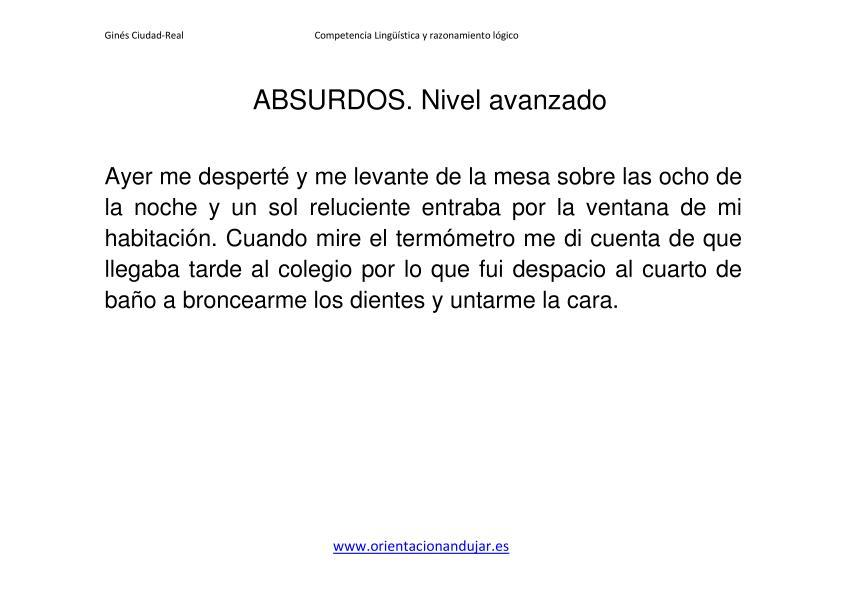 Ginés Ciudad-Real Competencia Lingüística y razonamiento lógico
ABSURDOS. Nivel avanzado
Ayer me desperté y me levante de la mesa sobre las ocho de
la noche y un sol reluciente entraba por la ventana de mi
habitación. Cuando mire el termómetro me di cuenta de que
llegaba tarde al colegio por lo que fui despacio al cuarto de
baño a broncearme los dientes y untarme la cara.
www.orientacionandujar.es